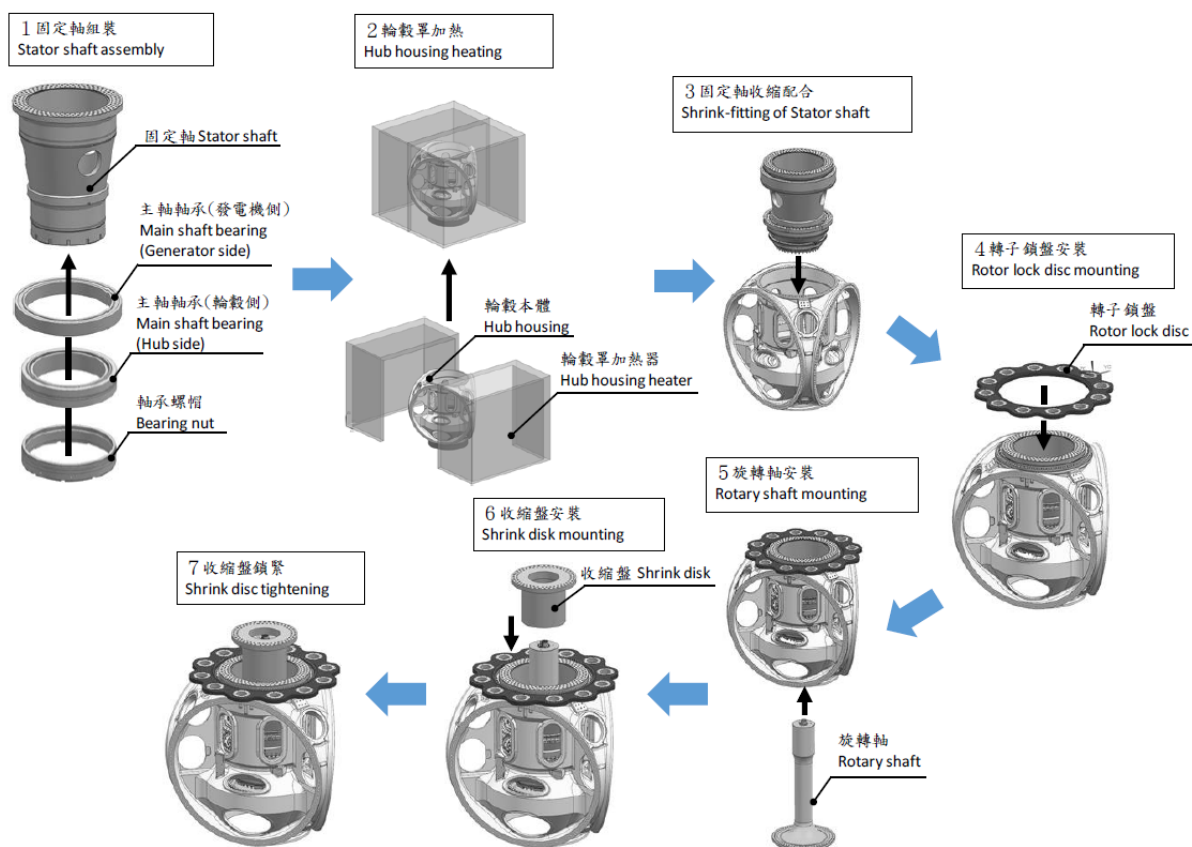 1固定軸組裝
Stator shaft assembly
固定軸 Stator shaft
主軸軸承(發電機側)
Main shaft bearing
(Generator side)
主軸軸承(輪轂側)
Main shaft bearing
(Hub side)
軸承螺帽
Bearing nut
2輪轂罩加熱
Hub housing heating
輪轂本體
Hub housing
輪轂罩加熱器
Hub housing heater
3固定軸收縮配合
Shrink-fitting of Stator shaft
4轉子鎖盤安裝
Rotor lock disc mounting
轉子鎖盤
Rotor lock disc
5旋轉軸安裝
Rotary shaft mounting
旋轉軸
Rotary shaft
6收縮盤安裝
Shrink disk mounting
收縮盤 Shrink disk
7收縮盤鎖緊
Shrink disc tightening